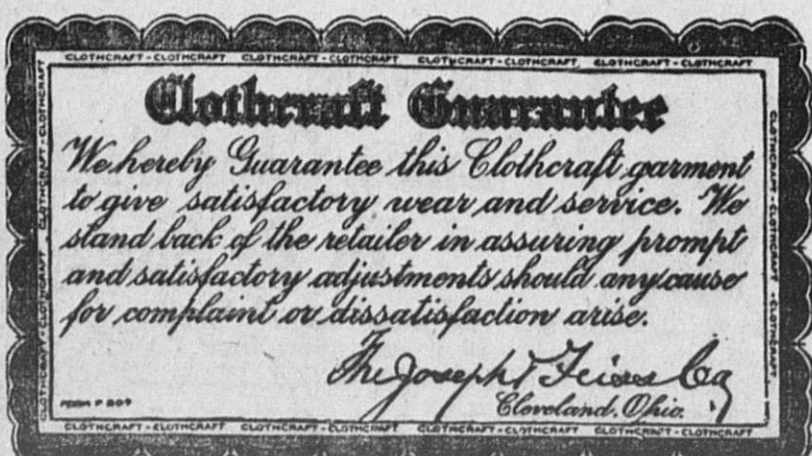 CLOTHCRAFT - CLOTHCRAFT CLOTHCRAFT - CLOTHCRAFT CLOTHCRAFT - CLOTHCRAFT CLOTHCRAFT - CLOTHCRAFT
Clothcraft Guarantee
We hereby Guarantee this Clothcraft garment
to give satisfactory wear and service. We
stand back of the retailer in assuring prompt
and satisfactory adjustments should any cause
for complaint or dissatisfaction arise.
The Joseph & Feiss Co
Cleveland, Ohio.
FORM P 209
CLOTHCRAFT - CLOTHCRAFT CLOTHCRAFT - CLOTHCRAFT CLOTHCRAFT - CLOTHCRAFT CLOTHCRAFT - CLOTHCRAFT